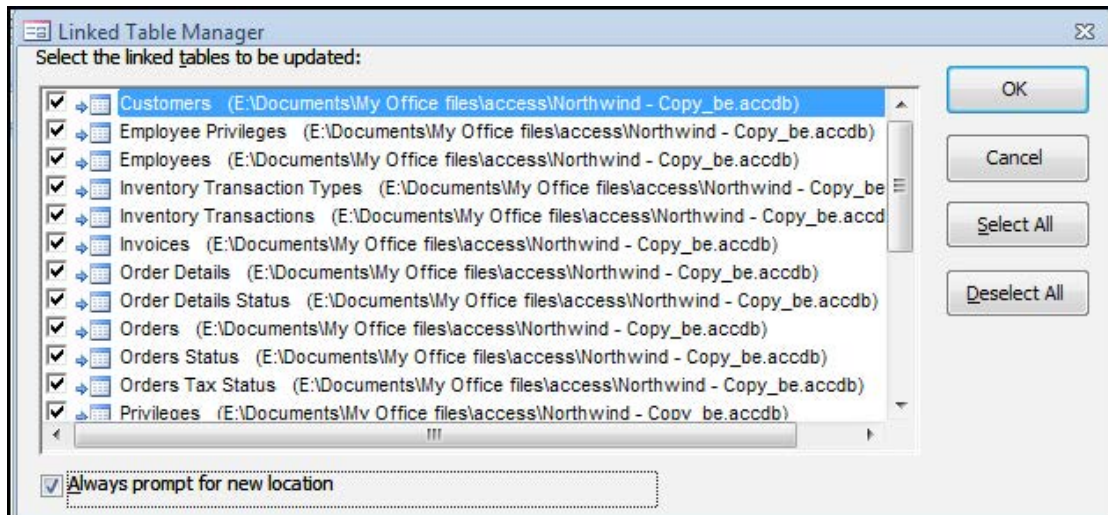 Linked Table Manager
Select the linked tables to be updated:
Customers (E:\Documents\My Office files\access\Northwind - Copy_be.accdb)
Employee Privileges (E:\Documents\My Office files\access\Northwind - Copy_be.accdb)
Employees (E:\Documents\My Office files\access\Northwind - Copy_be.accdb)
Inventory Transaction Types (E:\Documents\My Office files\access\Northwind - Copy_be
Inventory Transactions (E:\Documents\My Office files\access\Northwind - Copy_be.accd
Invoices (E:\Documents\My Office files\access\Northwind - Copy_be.accdb)
Order Details (E:\Documents\My Office files\access\Northwind - Copy_be.accdb)
Order Details Status (E:\Documents\My Office files\access\Northwind - Copy_be.accdb)
Orders (E:\Documents\My Office files\access\Northwind - Copy_be.accdb)
Orders Status (E:\Documents\My Office files\access\Northwind - Copy_be.accdb)
Orders Tax Status (E:\Documents\My Office files\access\Northwind - Copy_be.accdb)
Privileges (E:\Documents\My Office files\access\Northwind - Copy_be.accdb)
OK
Cancel
Select All
Deselect All
Always prompt for new location